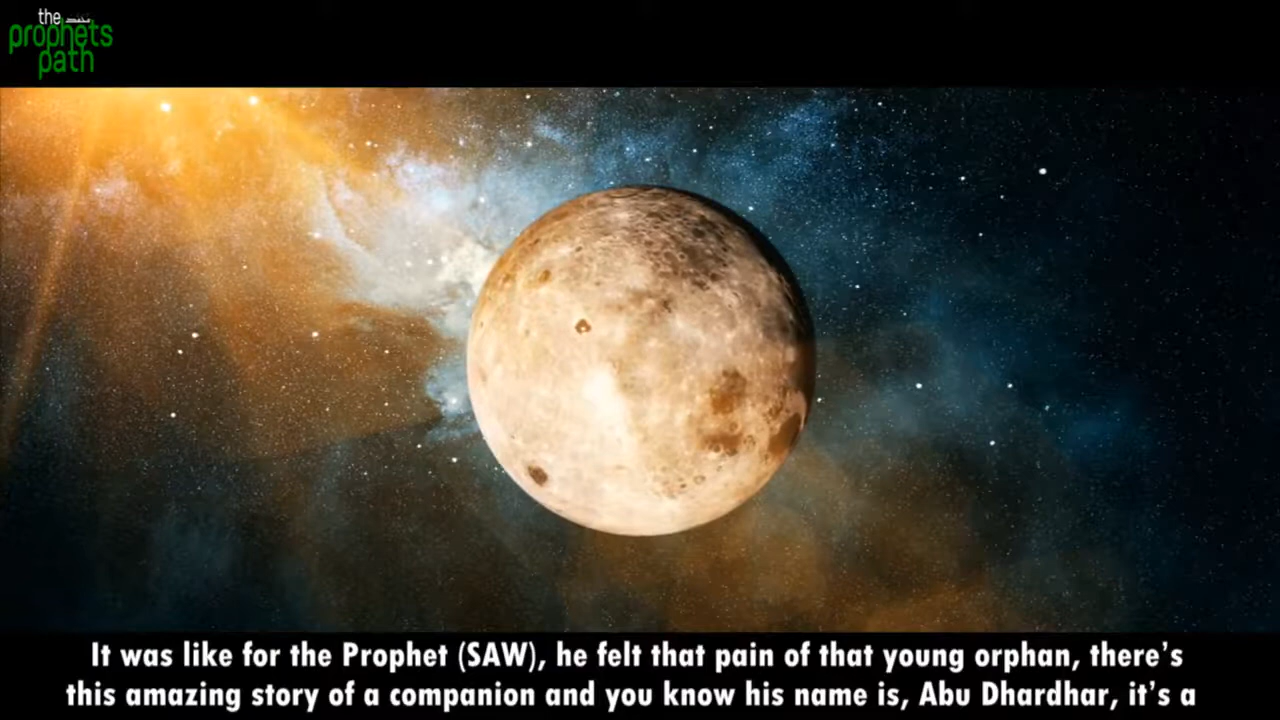 the محمد
prophets
path
It was like for the Prophet (SAW), he felt that pain of that young orphan, there's
this amazing story of a companion and you know his name is, Abu Dhardhar, it's a